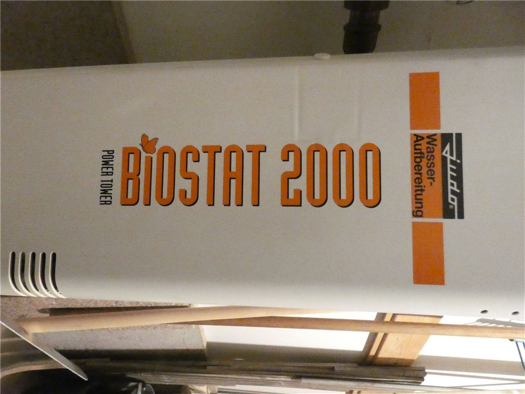 Judo
Wasser-
Aufbereitung
BIOSTAT 2000
POWER TOWER